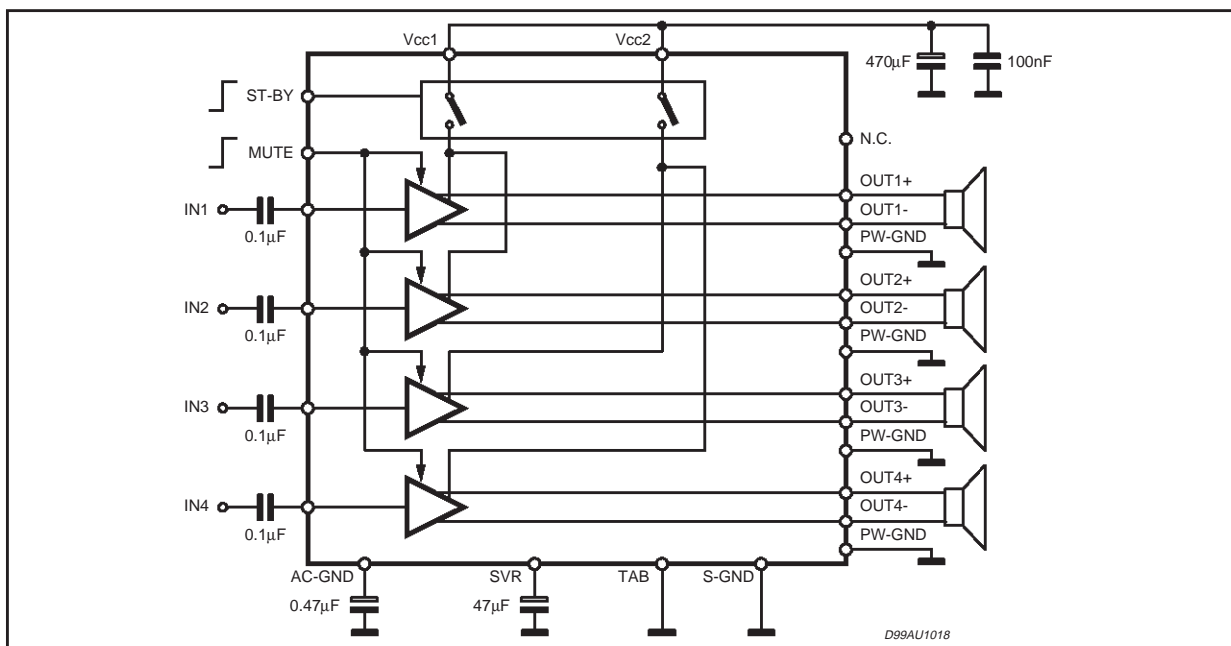 Vcc1
Vcc2
470μF
100nF
ST-BY
N.C.
MUTE
OUT1+
IN1
OUT1-
0.1μF
PW-GND
OUT2+
IN2
OUT2-
0.1μF
PW-GND
OUT3+
IN3
OUT3-
0.1μF
PW-GND
OUT4+
IN4
OUT4-
0.1μF
PW-GND
AC-GND
SVR
TAB
S-GND
0.47μF
47μF
D99AU1018